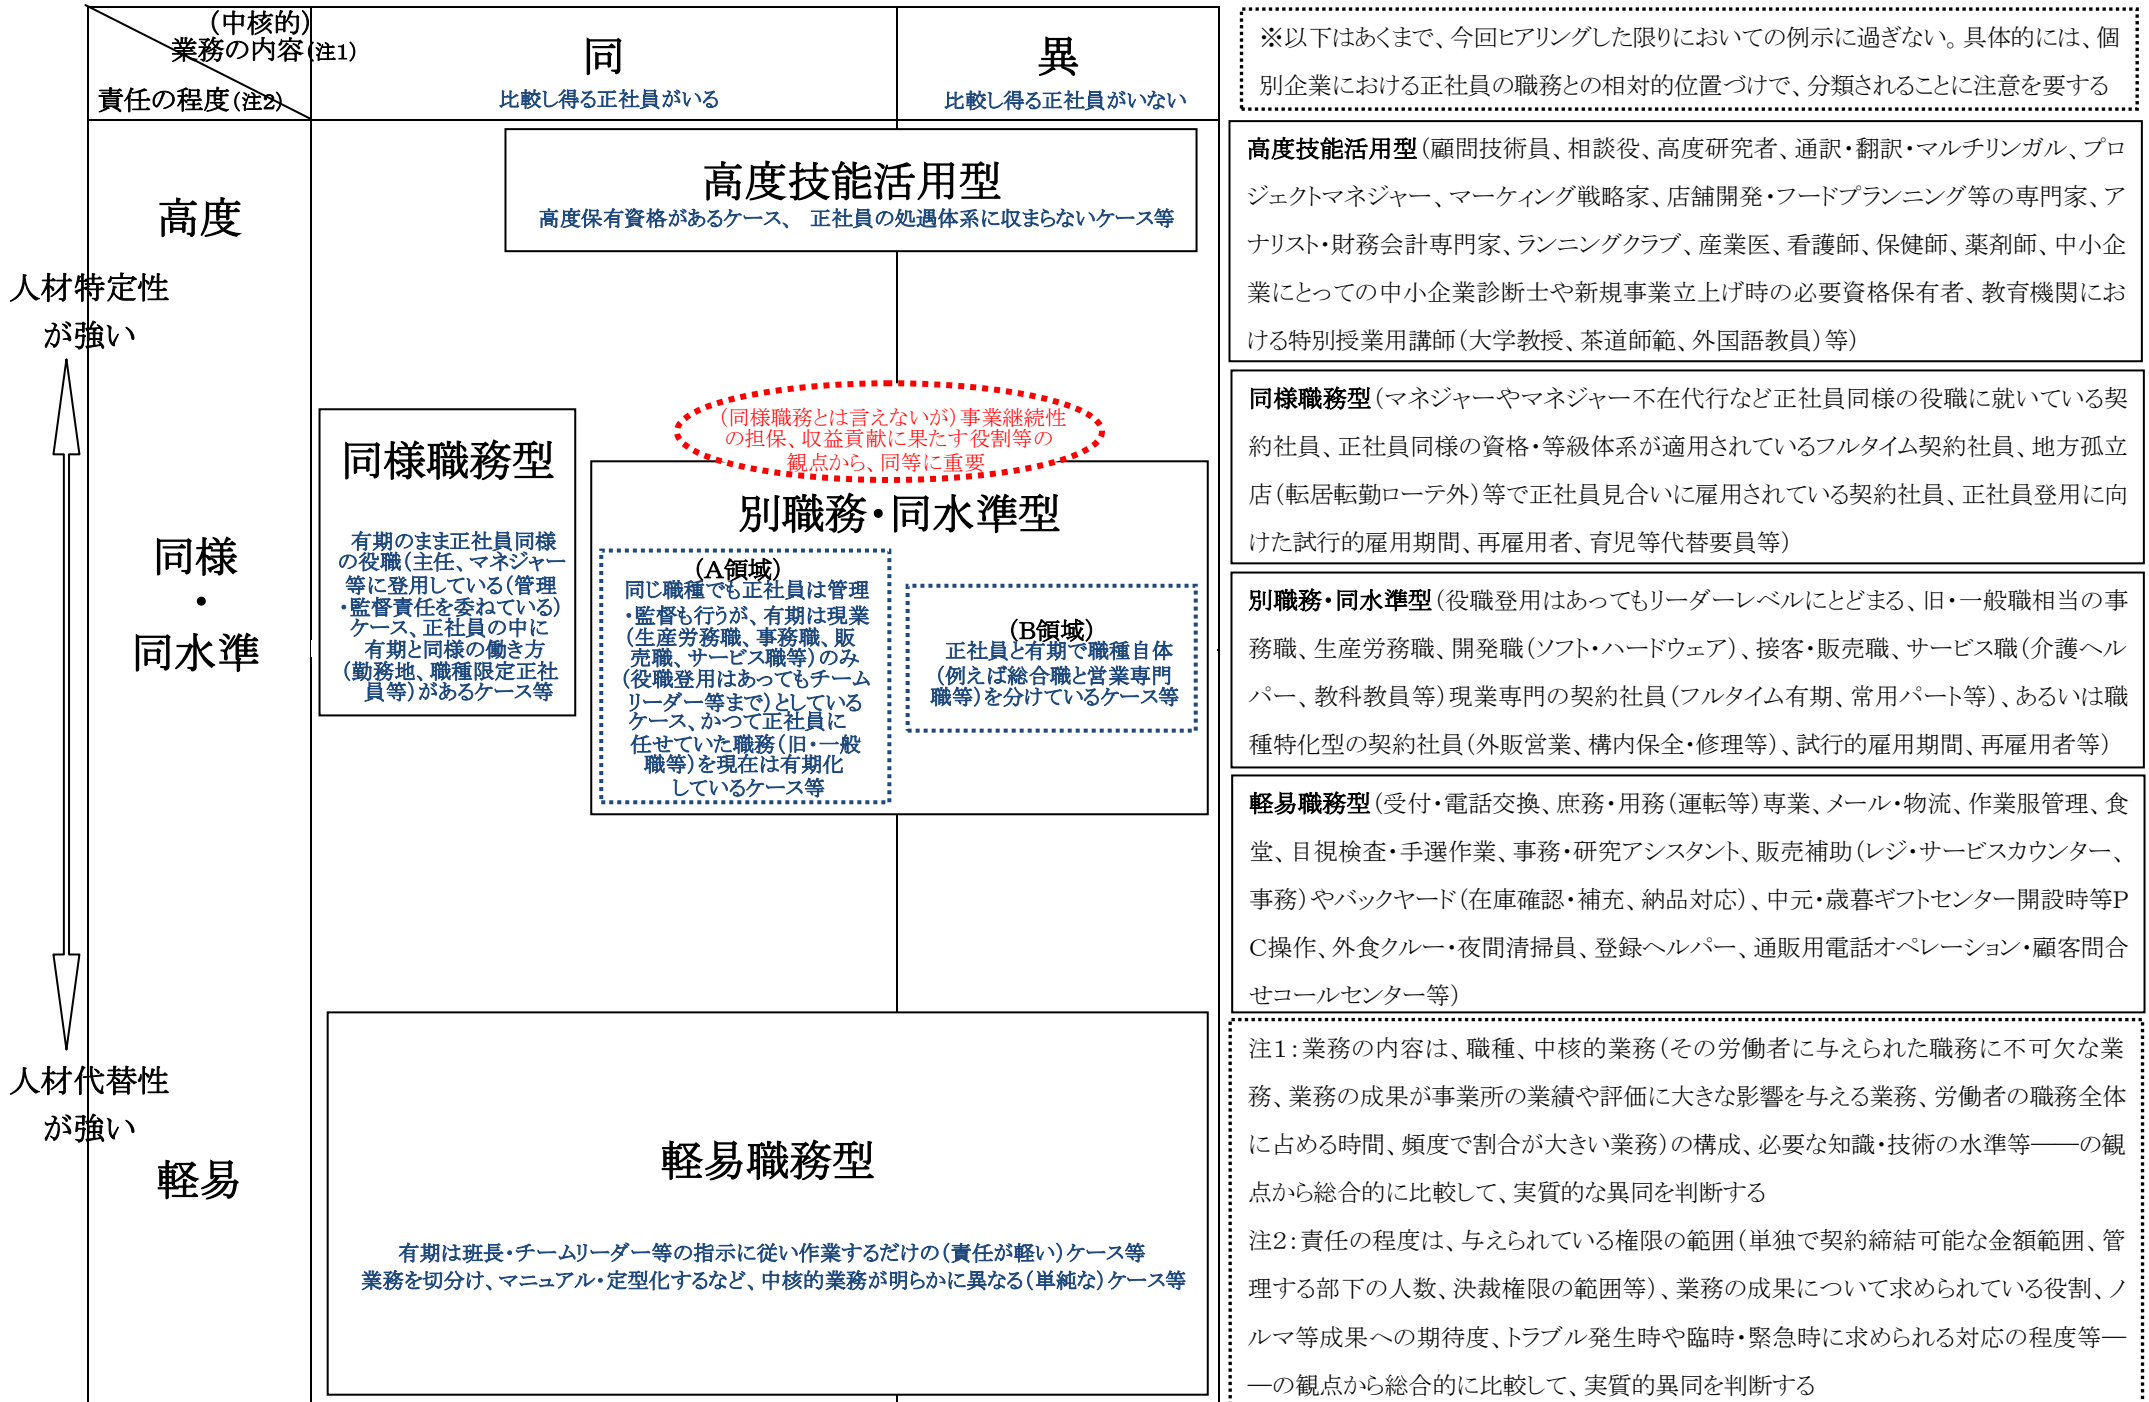 （中核的）
業務の内容（注1）
責任の程度（注2）
同
比較し得る正社員がいる
異
比較し得る正社員がいない
高度
人材特定性
が強い
同様
・
同水準
人材代替性
が強い
軽易
高度技能活用型
高度保有資格があるケース、　正社員の処遇体系に収まらないケース等
（同様職務とは言えないが）事業継続性
の担保、収益貢献に果たす役割等の
観点から、同等に重要
同様職務型
有期のまま正社員同様
の役職（主任、マネジャー
等に登用している（管理
・監督責任を委ねている）
ケース、正社員の中に
有期と同様の働き方
（勤務地、職種限定正社
員等）があるケース等
別職務・同水準型
（A領域）
同じ職種でも正社員は管理
・監督も行うが、有期は現業
（生産労務職、事務職、販
売職、サービス職等）のみ
（役職登用はあってもチーム
リーダー等まで）としている
ケース、かつて正社員に
任せていた職務（旧・一般
職等）を現在は有期化
しているケース等
（B領域）
正社員と有期で職種自体
（例えば総合職と営業専門
職等）を分けているケース等
軽易職務型
有期は班長・チームリーダー等の指示に従い作業するだけの（責任が軽い）ケース等
業務を切分け、マニュアル・定型化するなど、中核的業務が明らかに異なる（単純な）ケース等
※以下はあくまで、今回ヒアリングした限りにおいての例示に過ぎない。具体的には、個
別企業における正社員の職務との相対的位置づけで、分類されることに注意を要する
高度技能活用型（顧問技術員、相談役、高度研究者、通訳・翻訳・マルチリンガル、プロ
ジェクトマネジャー、マーケィング戦略家、店舗開発・フードプランニング等の専門家、ア
ナリスト・財務会計専門家、ランニングクラブ、産業医、看護師、保健師、薬剤師、中小企
業にとっての中小企業診断士や新規事業立上げ時の必要資格保有者、教育機関にお
ける特別授業用講師（大学教授、茶道師範、外国語教員）等）
同様職務型（マネジャーやマネジャー不在代行など正社員同様の役職に就いている契
約社員、正社員同様の資格・等級体系が適用されているフルタイム契約社員、地方孤立
店（転居転勤ローテ外）等で正社員見合いに雇用されている契約社員、正社員登用に向
けた試行的雇用期間、再雇用者、育児等代替要員等）
別職務・同水準型（役職登用はあってもリーダーレベルにとどまる、旧・一般職相当の事
務職、生産労務職、開発職（ソフト・ハードウェア）、接客・販売職、サービス職（介護ヘル
パー、教科教員等）現業専門の契約社員（フルタイム有期、常用パート等）、あるいは職
種特化型の契約社員（外販営業、構内保全・修理等）、試行的雇用期間、再雇用者等）
軽易職務型（受付・電話交換、庶務・用務（運転等）専業、メール・物流、作業服管理、食
堂、目視検査・手選作業、事務・研究アシスタント、販売補助（レジ・サービスカウンター、
事務）やバックヤード（在庫確認・補充、納品対応）、中元・歳暮ギフトセンター開設時等P
C操作、外食クルー・夜間清掃員、登録ヘルパー、通販用電話オペレーション・顧客問合
せコールセンター等）
注1：業務の内容は、職種、中核的業務（その労働者に与えられた職務に不可欠な業
務、業務の成果が事業所の業績や評価に大きな影響を与える業務、労働者の職務全体
に占める時間、頻度で割合が大きい業務）の構成、必要な知識・技術の水準等――の観
点から総合的に比較して、実質的な異同を判断する
注2：責任の程度は、与えられている権限の範囲（単独で契約締結可能な金額範囲、管
理する部下の人数、決裁権限の範囲等）、業務の成果について求められている役割、ノ
ルマ等成果への期待度、トラブル発生時や臨時・緊急時に求められる対応の程度等―
―の観点から総合的に比較して、実質的異同を判断する